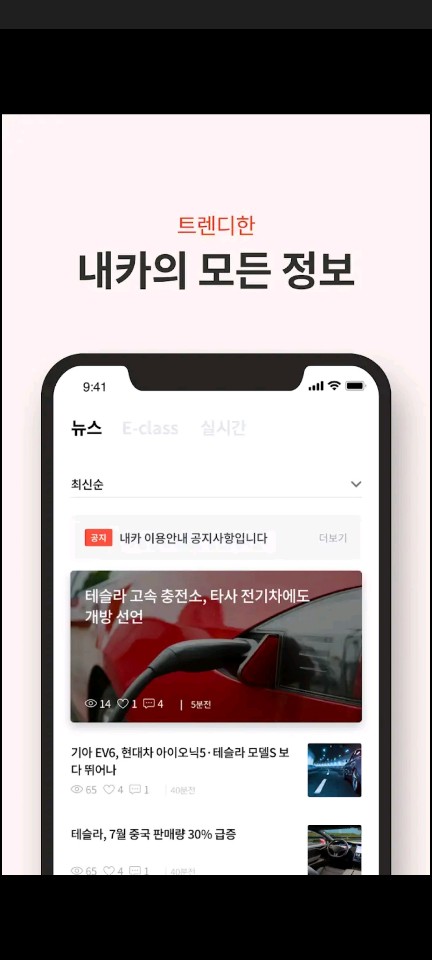 트렌디한
내카의 모든 정보
9:41
뉴스 E-class 실시간
최신순
공지 내카 이용안내 공지사항입니다 더보기
테슬라 고속 충전소, 타사 전기차에도
개방 선언
14 1 4 | 5분전
기아 EV6, 현대차 아이오닉5·테슬라 모델S 보
다 뛰어나
65 4 1 | 40분전
테슬라, 7월 중국 판매량 30% 급증
65 4 1 | 40분전